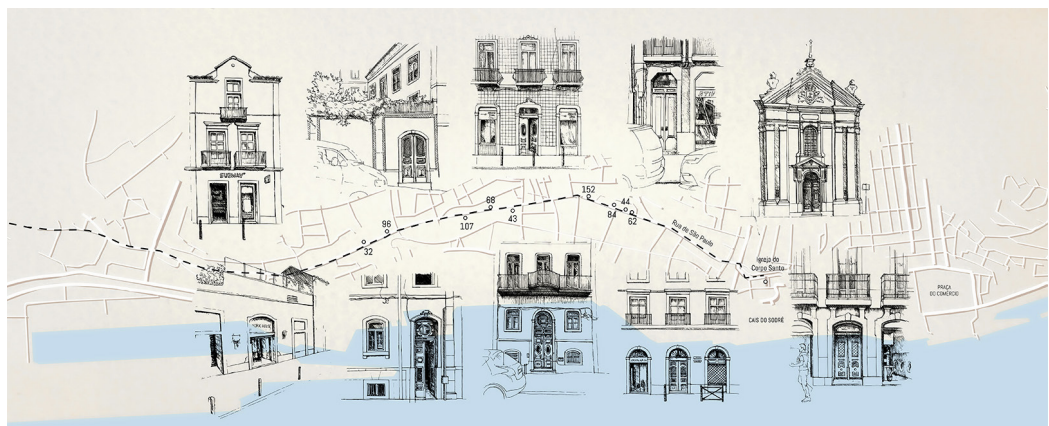 SUBWAY
152
68
44
96
43
84
62
107
32
Rua de São Paulo
Igreja do
Corpo Santo
PRAÇA
DO COMÉRCIO
CAIS DO SODRÉ